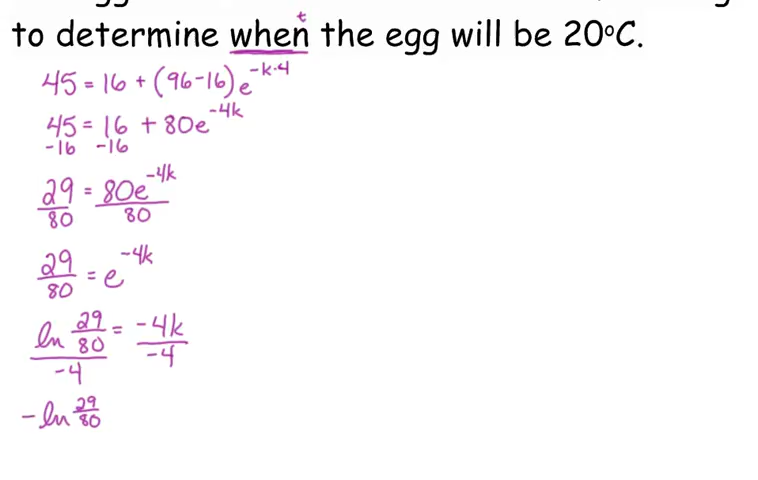 to determine when the egg will be 20°C.
t
45 = 16 + (96-16)e^-k·4
45 = 16 + 80e^-4k
-16 -16
29/80 = 80e^-4k/80
29/80 = e^-4k
ln 29/80 / -4 = -4k / -4
-ln 29/80